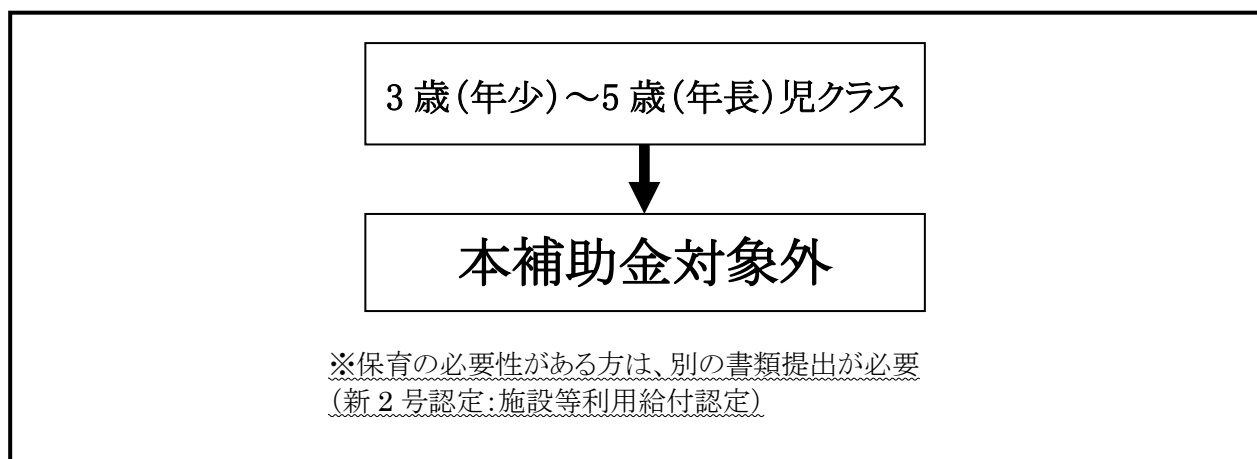 3 歳（年少）～5 歳（年長）児クラス
本補助金対象外
※保育の必要性がある方は、別の書類提出が必要
（新 2 号認定：施設等利用給付認定）